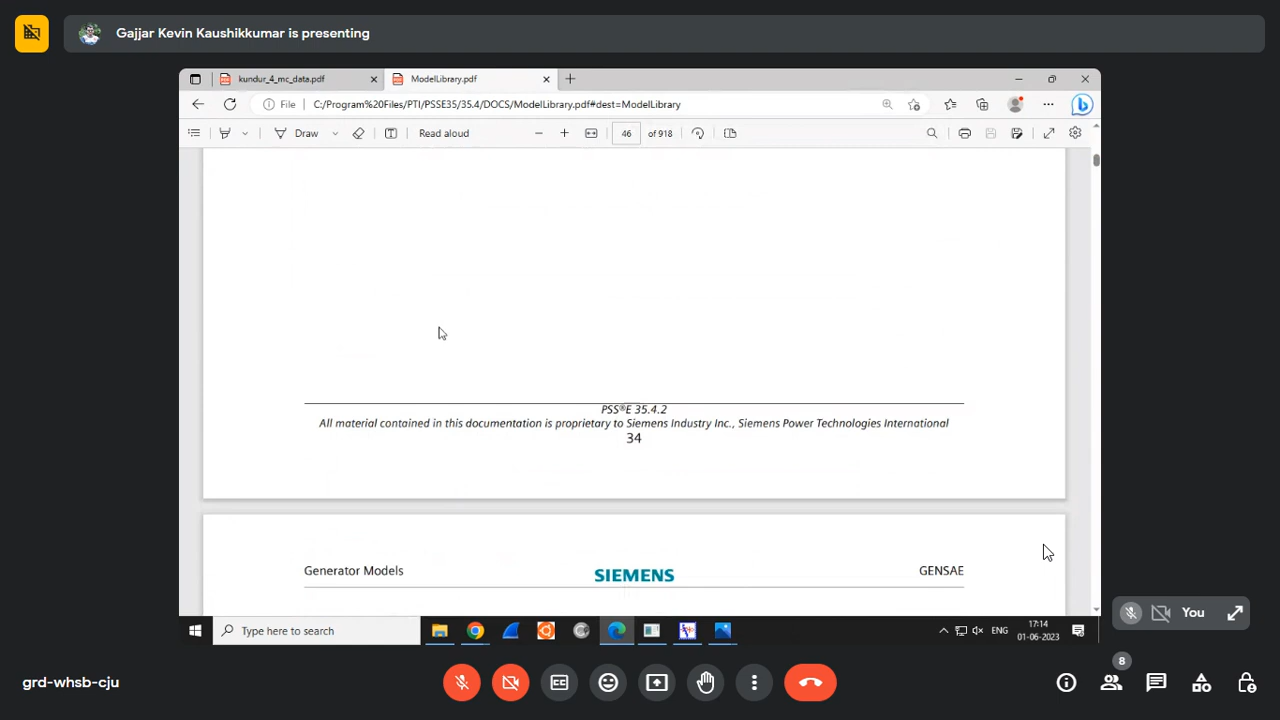 Gajjar Kevin Kaushikkumar is presenting
kundur_4_mc_data.pdf
ModelLibrary.pdf
File
C:/Program%20Files/PTI/PSSE35/35.4/DOCS/ModelLibrary.pdf#dest=ModelLibrary
Draw
Read aloud
46 of 918
PSS®E 35.4.2
All material contained in this documentation is proprietary to Siemens Industry Inc., Siemens Power Technologies International
34
Generator Models
SIEMENS
GENSAE
You
Type here to search
ENG
17:14
01-06-2023
grd-whsb-cju
8